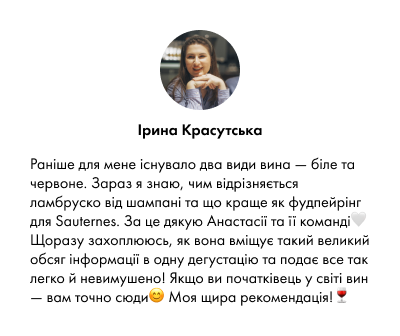 Ірина Красутська
Раніше для мене існувало два види вина — біле та
червоне. Зараз я знаю, чим відрізняється
ламбруско від шампані та що краще як фудпейрінг
для Sauternes. За це дякую Анастасії та її команді🤍
Щоразу захоплююсь, як вона вміщує такий великий
обсяг інформації в одну дегустацію та подає все так
легко й невимушено! Якщо ви початківець у світі вин
— вам точно сюди😊 Моя щира рекомендація!🍷